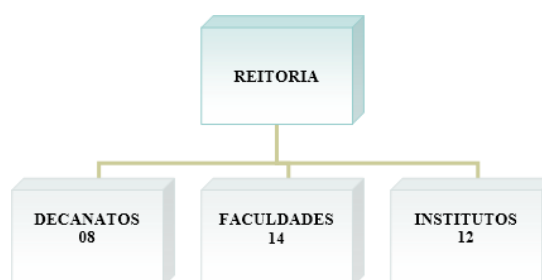 REITORIA
DECANATOS
08
FACULDADES
14
INSTITUTOS
12